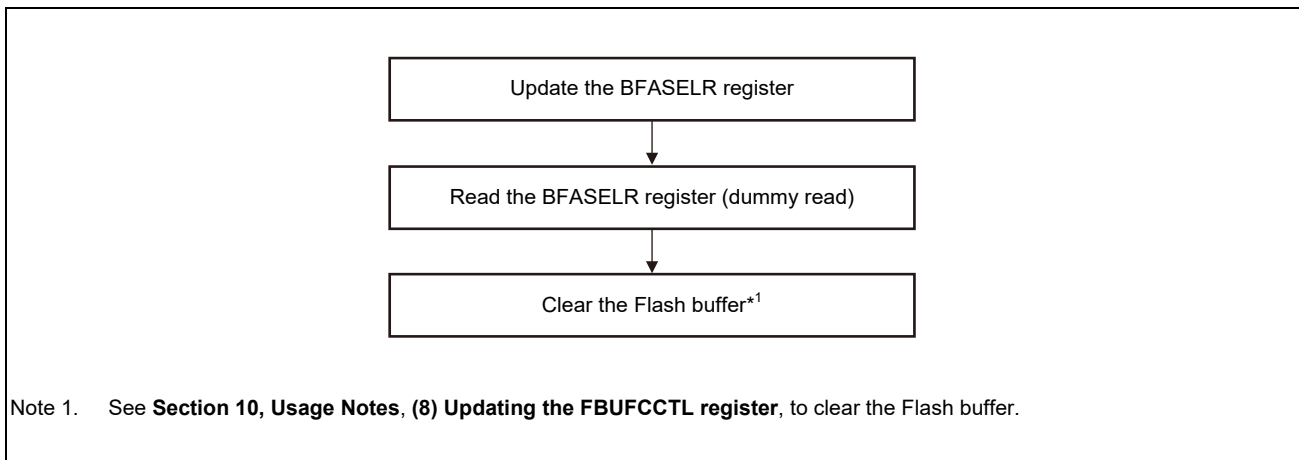 Update the BFASELR register
Read the BFASELR register (dummy read)
Clear the Flash buffer*1
Note 1. See Section 10, Usage Notes, (8) Updating the FBUFCCTL register, to clear the Flash buffer.